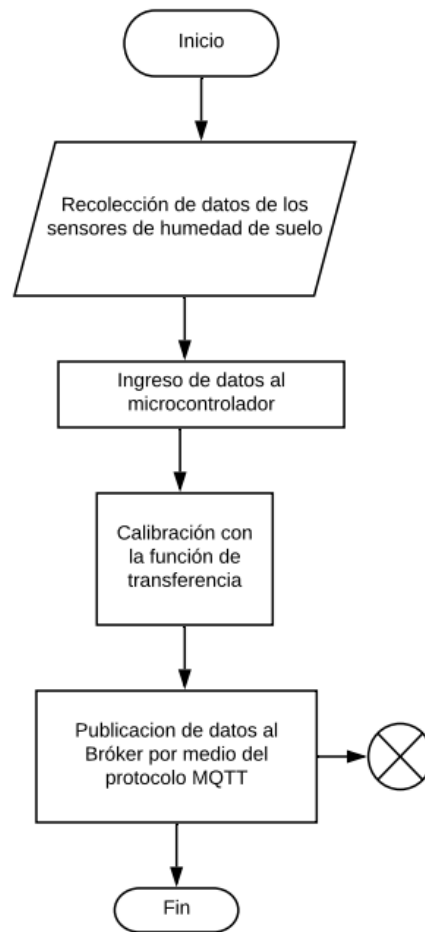 Inicio
Recolección de datos de los
sensores de humedad de suelo
Ingreso de datos al
microcontrolador
Calibración con
la función de
transferencia
Publicacion de datos al
Bróker por medio del
protocolo MQTT
Fin